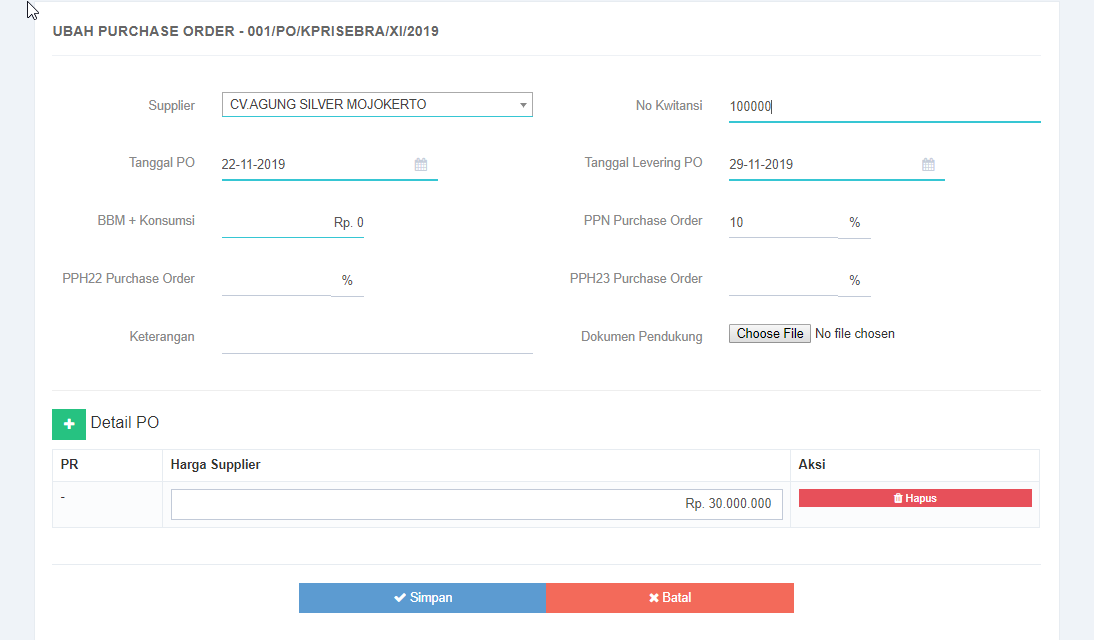 UBAH PURCHASE ORDER - 001/PO/KPRISEBRA/XI/2019
Supplier CV.AGUNG SILVER MOJOKERTO No Kwitansi 100000
Tanggal PO 22-11-2019 Tanggal Levering PO 29-11-2019
BBM + Konsumsi Rp. 0 PPN Purchase Order 10 %
PPH22 Purchase Order % PPH23 Purchase Order %
Keterangan Dokumen Pendukung Choose File No file chosen
Detail PO
PR Harga Supplier Aksi
- Rp. 30.000.000 Hapus
Simpan Batal